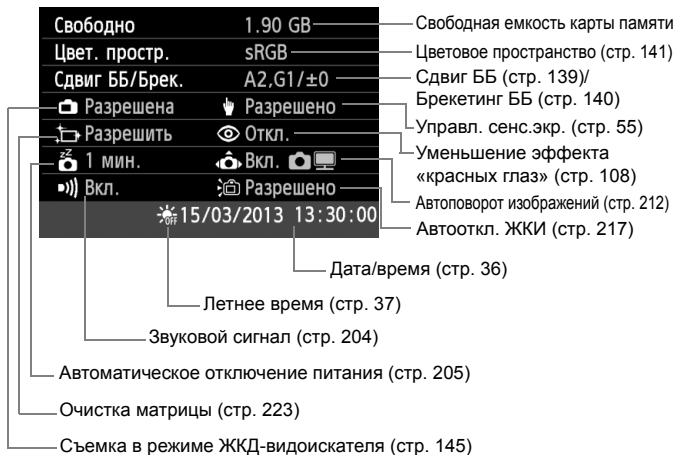 Свободно 1.90 GB
Свободная емкость карты памяти
Цвет. простр. sRGB
Цветовое пространство (стр. 141)
Сдвиг ББ/Брек. A2,G1/±0
Сдвиг ББ (стр. 139)/
Брекетинг ББ (стр. 140)
Разрешена Разрешено
Управл. сенс.экр. (стр. 55)
Разрешить Откл.
Уменьшение эффекта
«красных глаз» (стр. 108)
1 мин. Вкл.
Автоповорот изображений (стр. 212)
Вкл. Разрешено
Автооткл. ЖКИ (стр. 217)
OFF 15/03/2013 13:30:00
Дата/время (стр. 36)
Летнее время (стр. 37)
Звуковой сигнал (стр. 204)
Автоматическое отключение питания (стр. 205)
Очистка матрицы (стр. 223)
Съемка в режиме ЖКД-видоискателя (стр. 145)